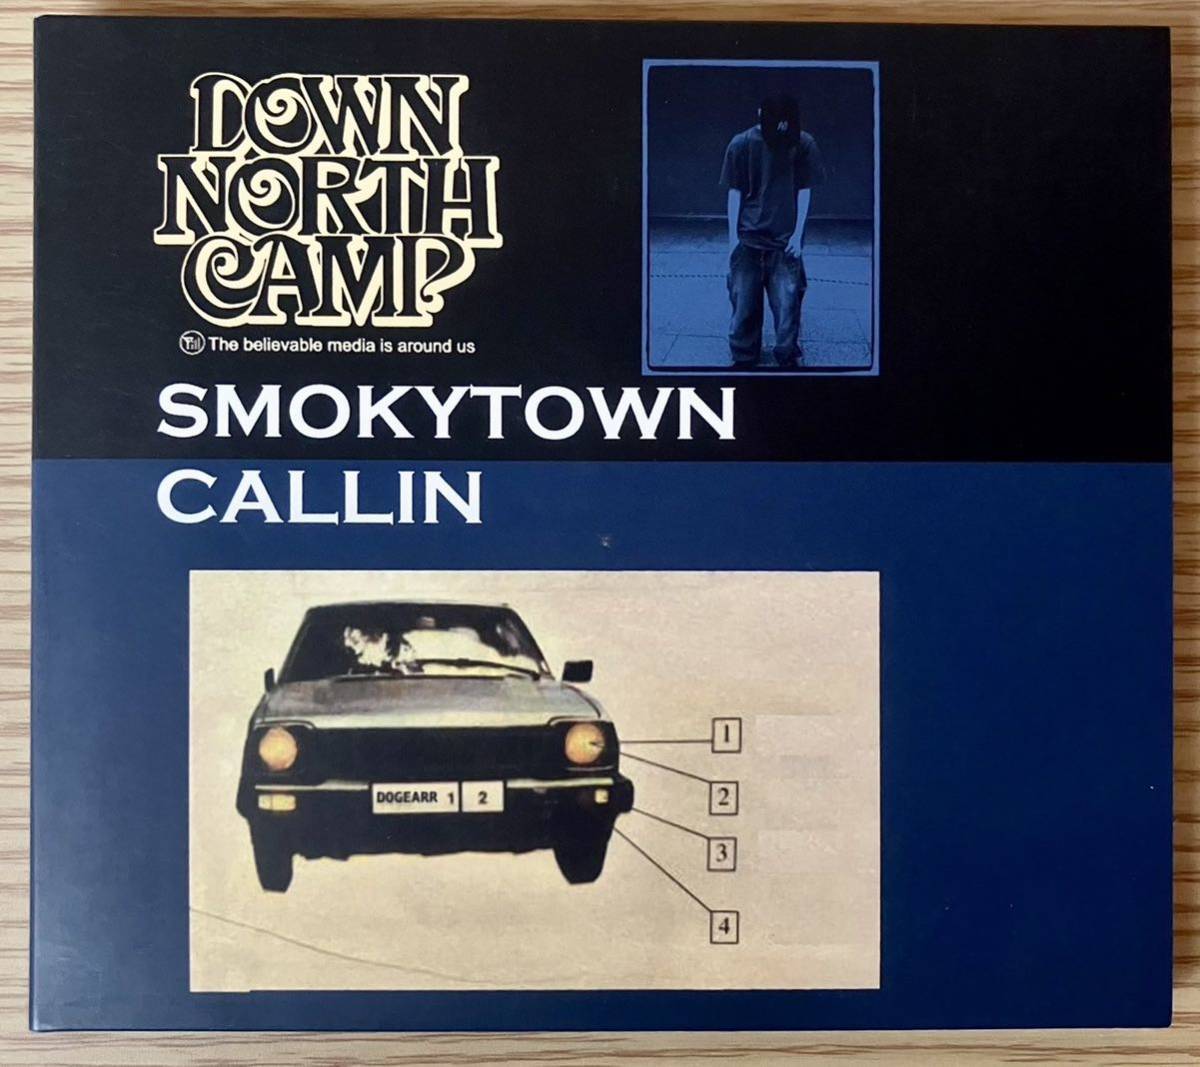 DOWN
NORTH
CAMP
The believable media is around us
SMOKYTOWN
CALLIN
1
2
3
4
DOGEARR 1 2